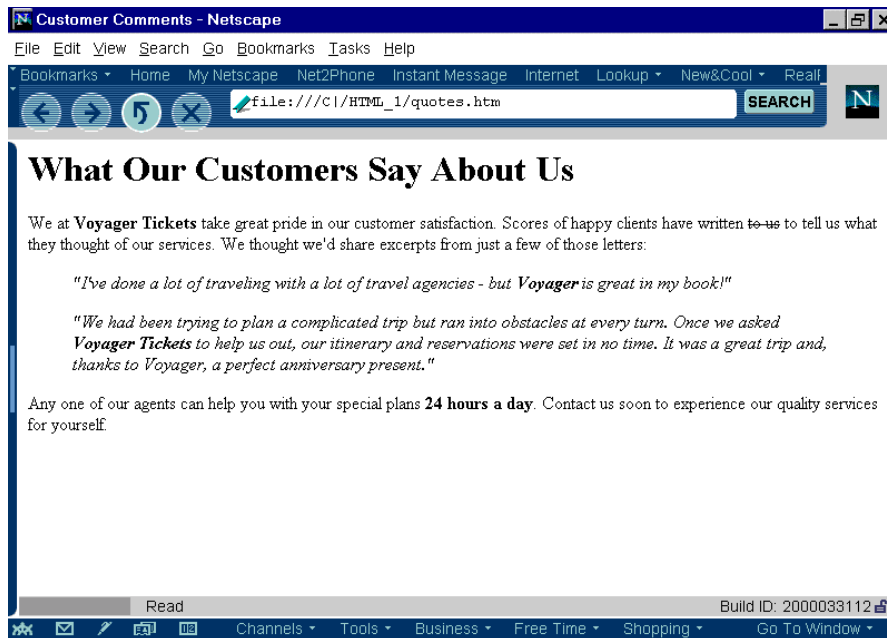 Customer Comments - Netscape
File Edit View Search Go Bookmarks Tasks Help
Bookmarks Home My Netscape Net2Phone Instant Message Internet Lookup New&Cool Real
file:///C|/HTML_1/quotes.htm SEARCH N
What Our Customers Say About Us
We at Voyager Tickets take great pride in our customer satisfaction. Scores of happy clients have written to us to tell us what
they thought of our services. We thought we'd share excerpts from just a few of those letters:
"I've done a lot of traveling with a lot of travel agencies - but Voyager is great in my book!"
"We had been trying to plan a complicated trip but ran into obstacles at every turn. Once we asked
Voyager Tickets to help us out, our itinerary and reservations were set in no time. It was a great trip and,
thanks to Voyager, a perfect anniversary present."
Any one of our agents can help you with your special plans 24 hours a day. Contact us soon to experience our quality services
for yourself.
Read Build ID: 2000033112
Channels Tools Business Free Time Shopping Go To Window